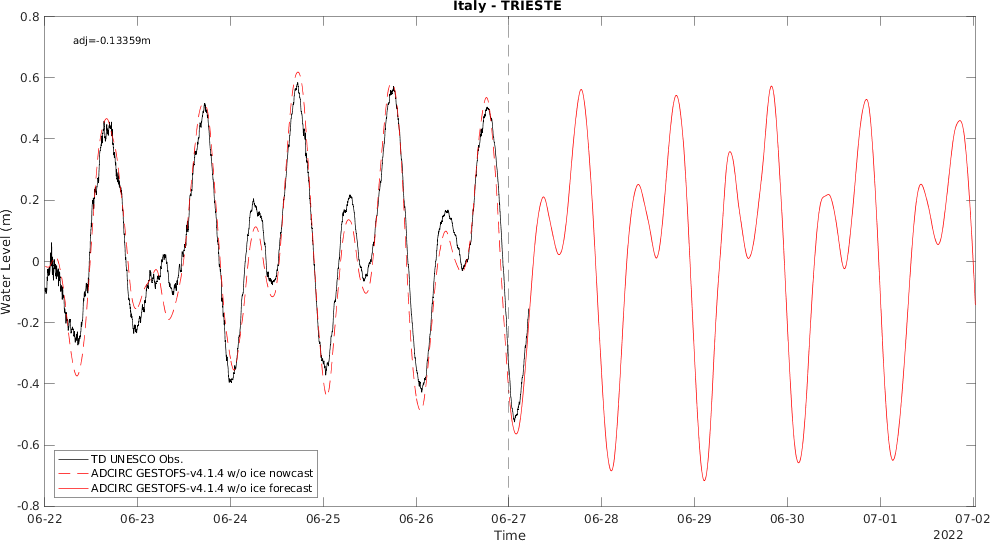 Italy - TRIESTE
adj=-0.13359m
Water Level (m)
0.8
0.6
0.4
0.2
0
-0.2
-0.4
-0.6
-0.8
TD UNESCO Obs.
ADCIRC GESTOFS-v4.1.4 w/o ice nowcast
ADCIRC GESTOFS-v4.1.4 w/o ice forecast
06-22 06-23 06-24 06-25 06-26 06-27 06-28 06-29 06-30 07-01 07-02
Time
2022